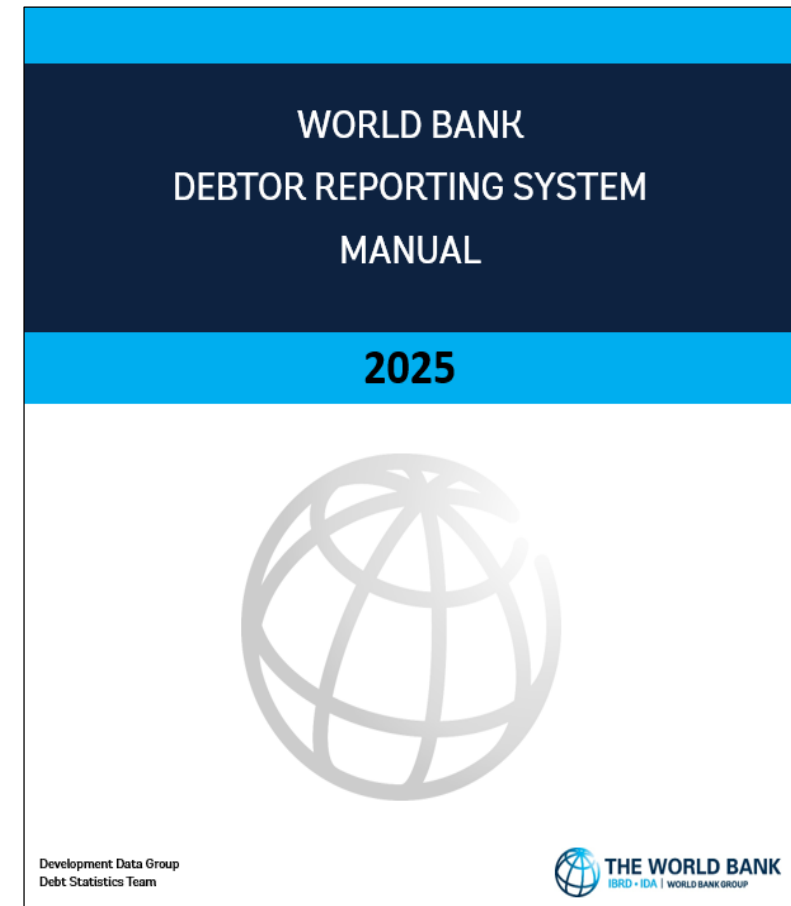 WORLD BANK
DEBTOR REPORTING SYSTEM
MANUAL
2025
Development Data Group
Debt Statistics Team
THE WORLD BANK
IBRD • IDA | WORLD BANK GROUP